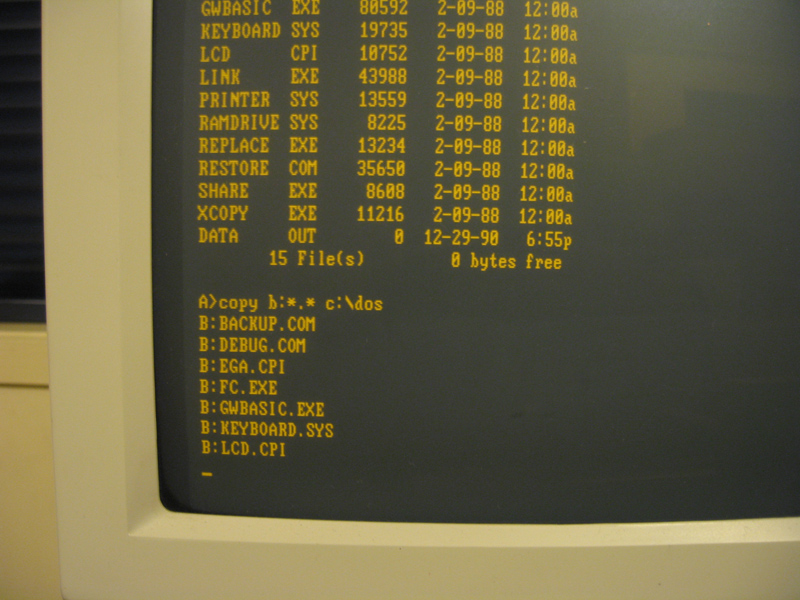 GWBASIC EXE 80592 2-09-88 12:00a
KEYBOARD SYS 19735 2-09-88 12:00a
LCD CPI 10752 2-09-88 12:00a
LINK EXE 43988 2-09-88 12:00a
PRINTER SYS 13559 2-09-88 12:00a
RAMDRIVE SYS 8225 2-09-88 12:00a
REPLACE EXE 13234 2-09-88 12:00a
RESTORE COM 35650 2-09-88 12:00a
SHARE EXE 8608 2-09-88 12:00a
XCOPY EXE 11216 2-09-88 12:00a
DATA OUT 0 12-29-90 6:55p
15 File(s) 0 bytes free
A>copy b:*.* c:\dos
B:BACKUP.COM
B:DEBUG.COM
B:EGA.CPI
B:FC.EXE
B:GWBASIC.EXE
B:KEYBOARD.SYS
B:LCD.CPI
_